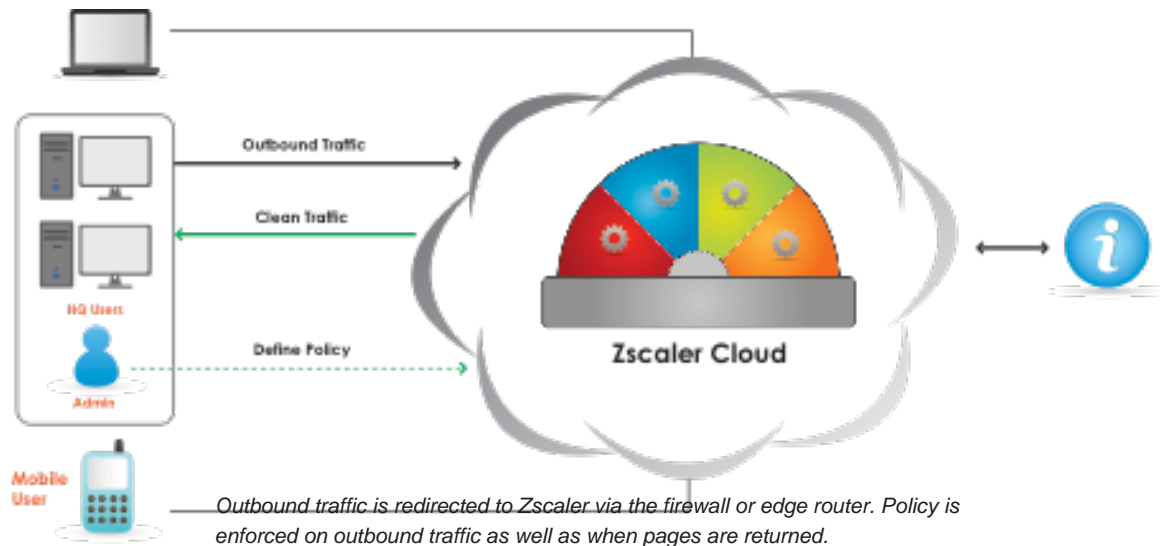 Outbound Traffic
Clean Traffic
HQ Users
Define Policy
Admin
Zscaler Cloud
i
Mobile
User
Outbound traffic is redirected to Zscaler via the firewall or edge router. Policy is
enforced on outbound traffic as well as when pages are returned.